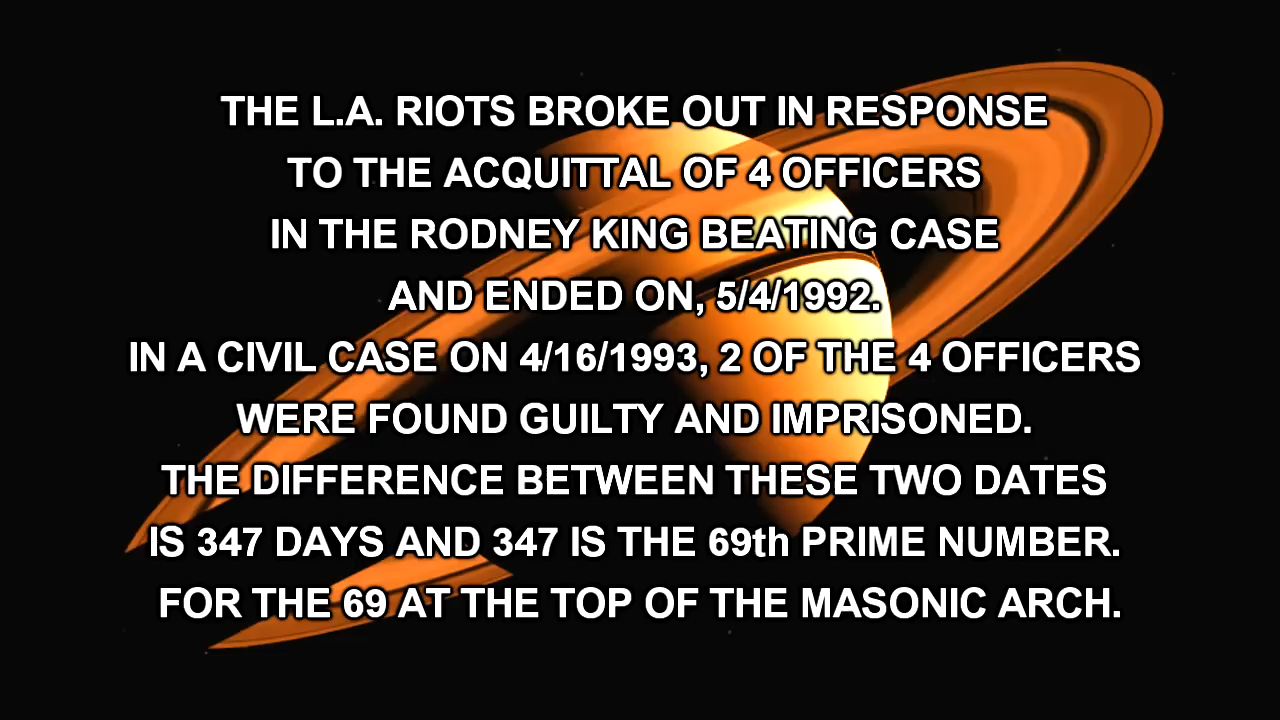 THE L.A. RIOTS BROKE OUT IN RESPONSE
TO THE ACQUITTAL OF 4 OFFICERS
IN THE RODNEY KING BEATING CASE
AND ENDED ON, 5/4/1992.
IN A CIVIL CASE ON 4/16/1993, 2 OF THE 4 OFFICERS
WERE FOUND GUILTY AND IMPRISONED.
THE DIFFERENCE BETWEEN THESE TWO DATES
IS 347 DAYS AND 347 IS THE 69th PRIME NUMBER.
FOR THE 69 AT THE TOP OF THE MASONIC ARCH.